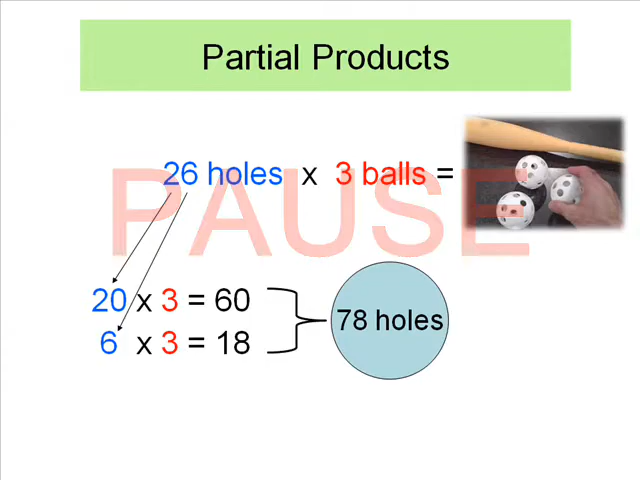 Partial Products
26 holes x 3 balls =
PAUSE
20 x 3 = 60
6 x 3 = 18
78 holes